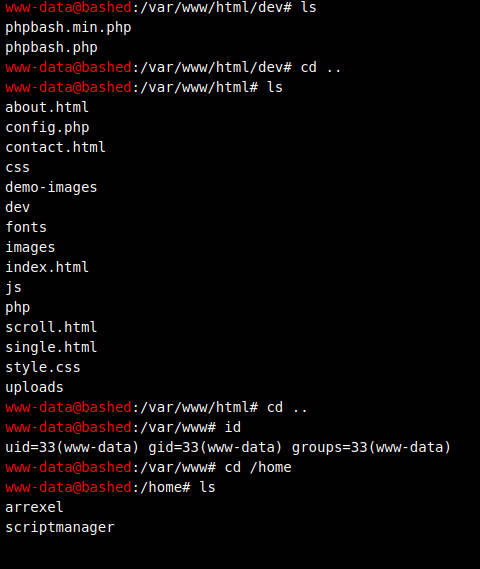 www-data@bashed:/var/www/html/dev# ls
phpbash.min.php
phpbash.php
www-data@bashed:/var/www/html/dev# cd ..
www-data@bashed:/var/www/html# ls
about.html
config.php
contact.html
css
demo-images
dev
fonts
images
index.html
js
php
scroll.html
single.html
style.css
uploads
www-data@bashed:/var/www/html# cd ..
www-data@bashed:/var/www# id
uid=33(www-data) gid=33(www-data) groups=33(www-data)
www-data@bashed:/var/www# cd /home
www-data@bashed:/home# ls
arrexel
scriptmanager